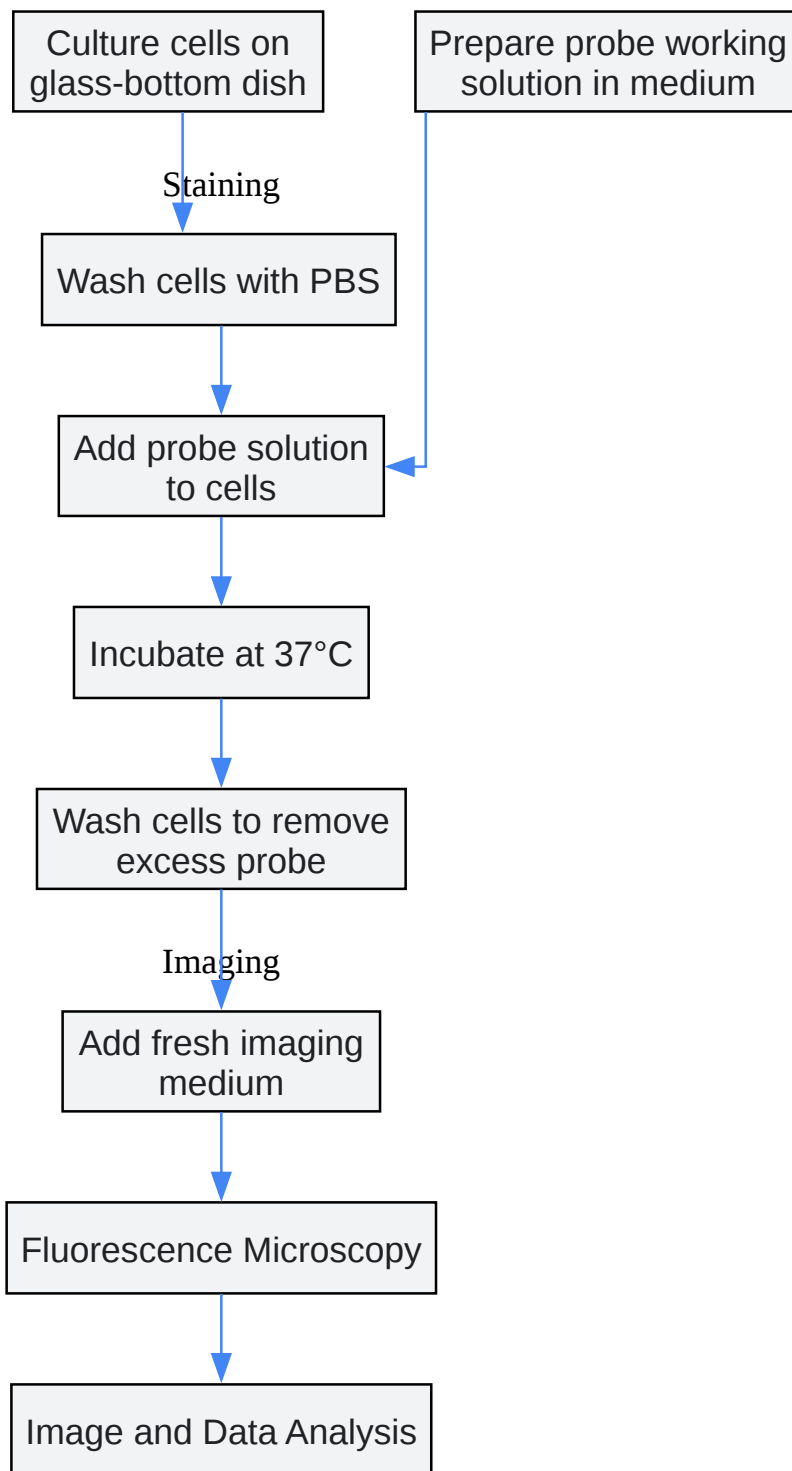 Culture cells on
glass-bottom dish
Prepare probe working
solution in medium
Staining
Wash cells with PBS
Add probe solution
to cells
Incubate at 37°C
Wash cells to remove
excess probe
Imaging
Add fresh imaging
medium
Fluorescence Microscopy
Image and Data Analysis